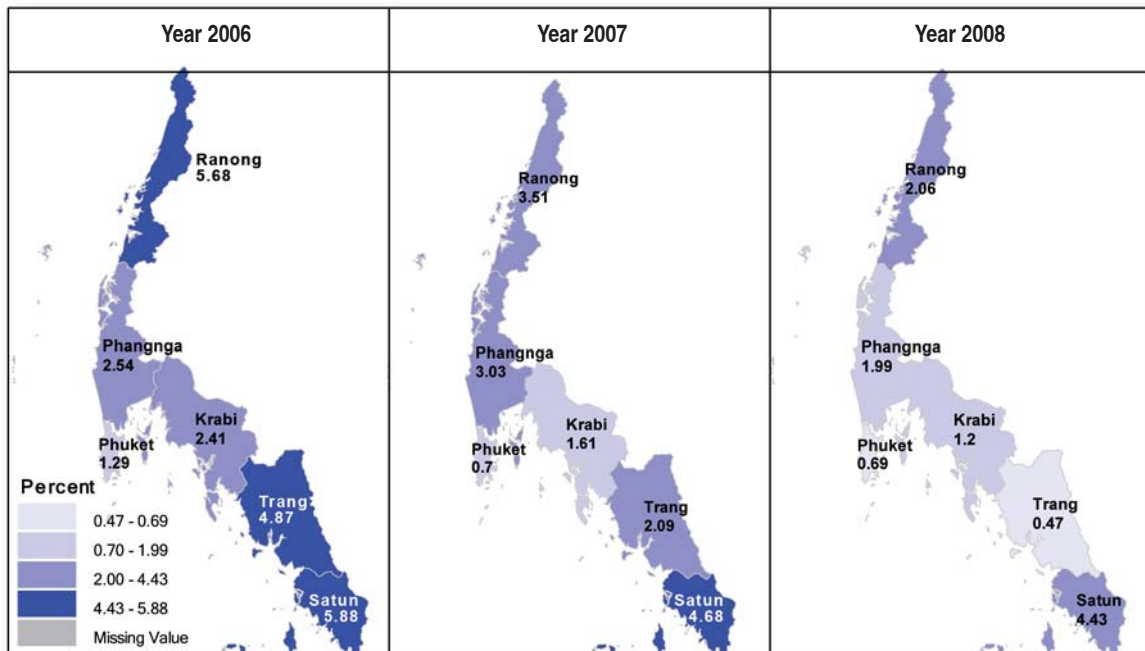 Year 2006
Ranong
5.68
Phangnga
2.54
Krabi
2.41
Phuket
1.29
Trang
4.87
Satun
5.88
Percent
0.47 - 0.69
0.70 - 1.99
2.00 - 4.43
4.43 - 5.88
Missing Value
Year 2007
Ranong
3.51
Phangnga
3.03
Krabi
1.61
Phuket
0.7
Trang
2.09
Satun
4.68
Year 2008
Ranong
2.06
Phangnga
1.99
Krabi
1.2
Phuket
0.69
Trang
0.47
Satun
4.43